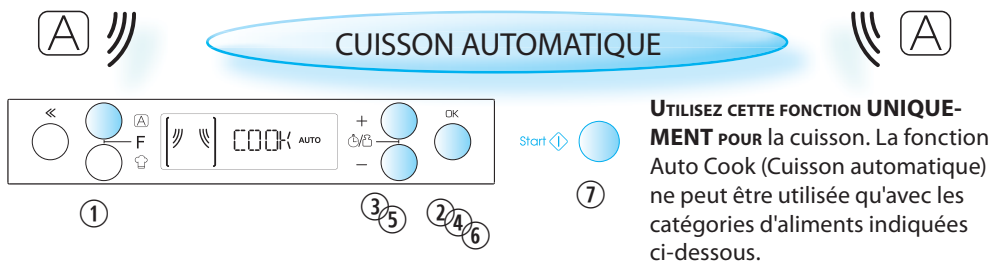 A
CUISSON AUTOMATIQUE
A
A
F
COOK AUTO
+
−
OK
Start
1
3
5
2
4
6
7
UTILISEZ CETTE FONCTION UNIQUE-
MENT POUR la cuisson. La fonction
Auto Cook (Cuisson automatique)
ne peut être utilisée qu'avec les
catégories d'aliments indiquées
ci-dessous.